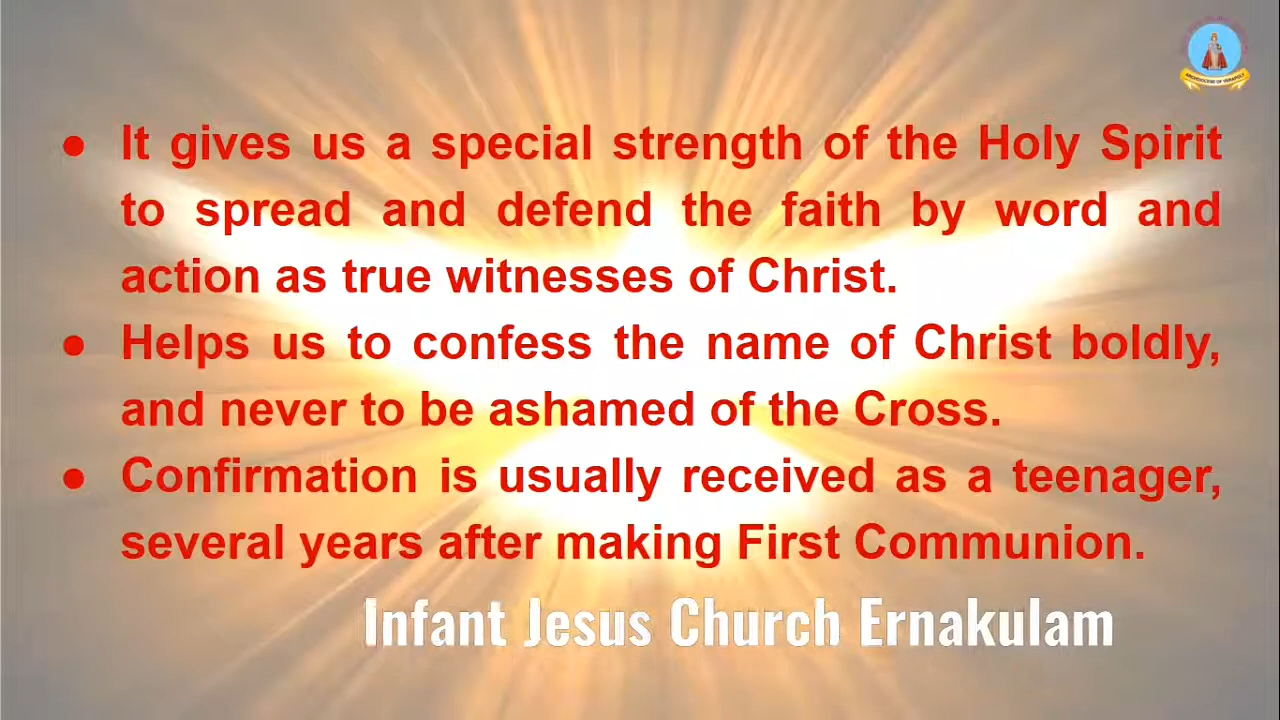 ● It gives us a special strength of the Holy Spirit
to spread and defend the faith by word and
action as true witnesses of Christ.
● Helps us to confess the name of Christ boldly,
and never to be ashamed of the Cross.
● Confirmation is usually received as a teenager,
several years after making First Communion.
Infant Jesus Church Ernakulam
ARCHDIOCESE OF VERAPOLY